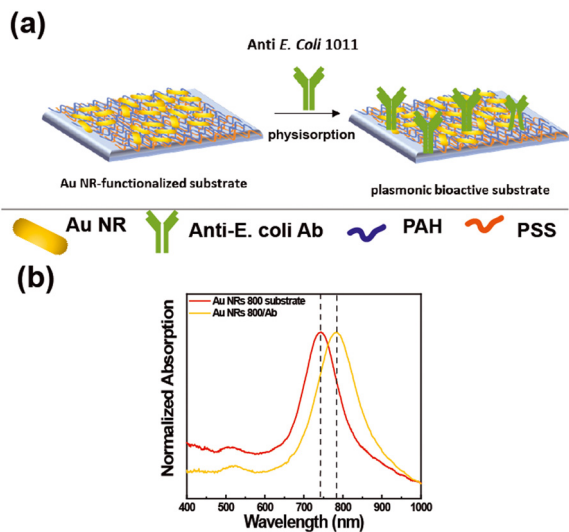 (a)
Anti E. Coli 1011
physisorption
Au NR-functionalized substrate
plasmonic bioactive substrate
Au NR
Anti-E. coli Ab
PAH
PSS
(b)
Au NRs 800 substrate
Au NRs 800/Ab
Normalized Absorption
400 500 600 700 800 900 1000
Wavelength (nm)